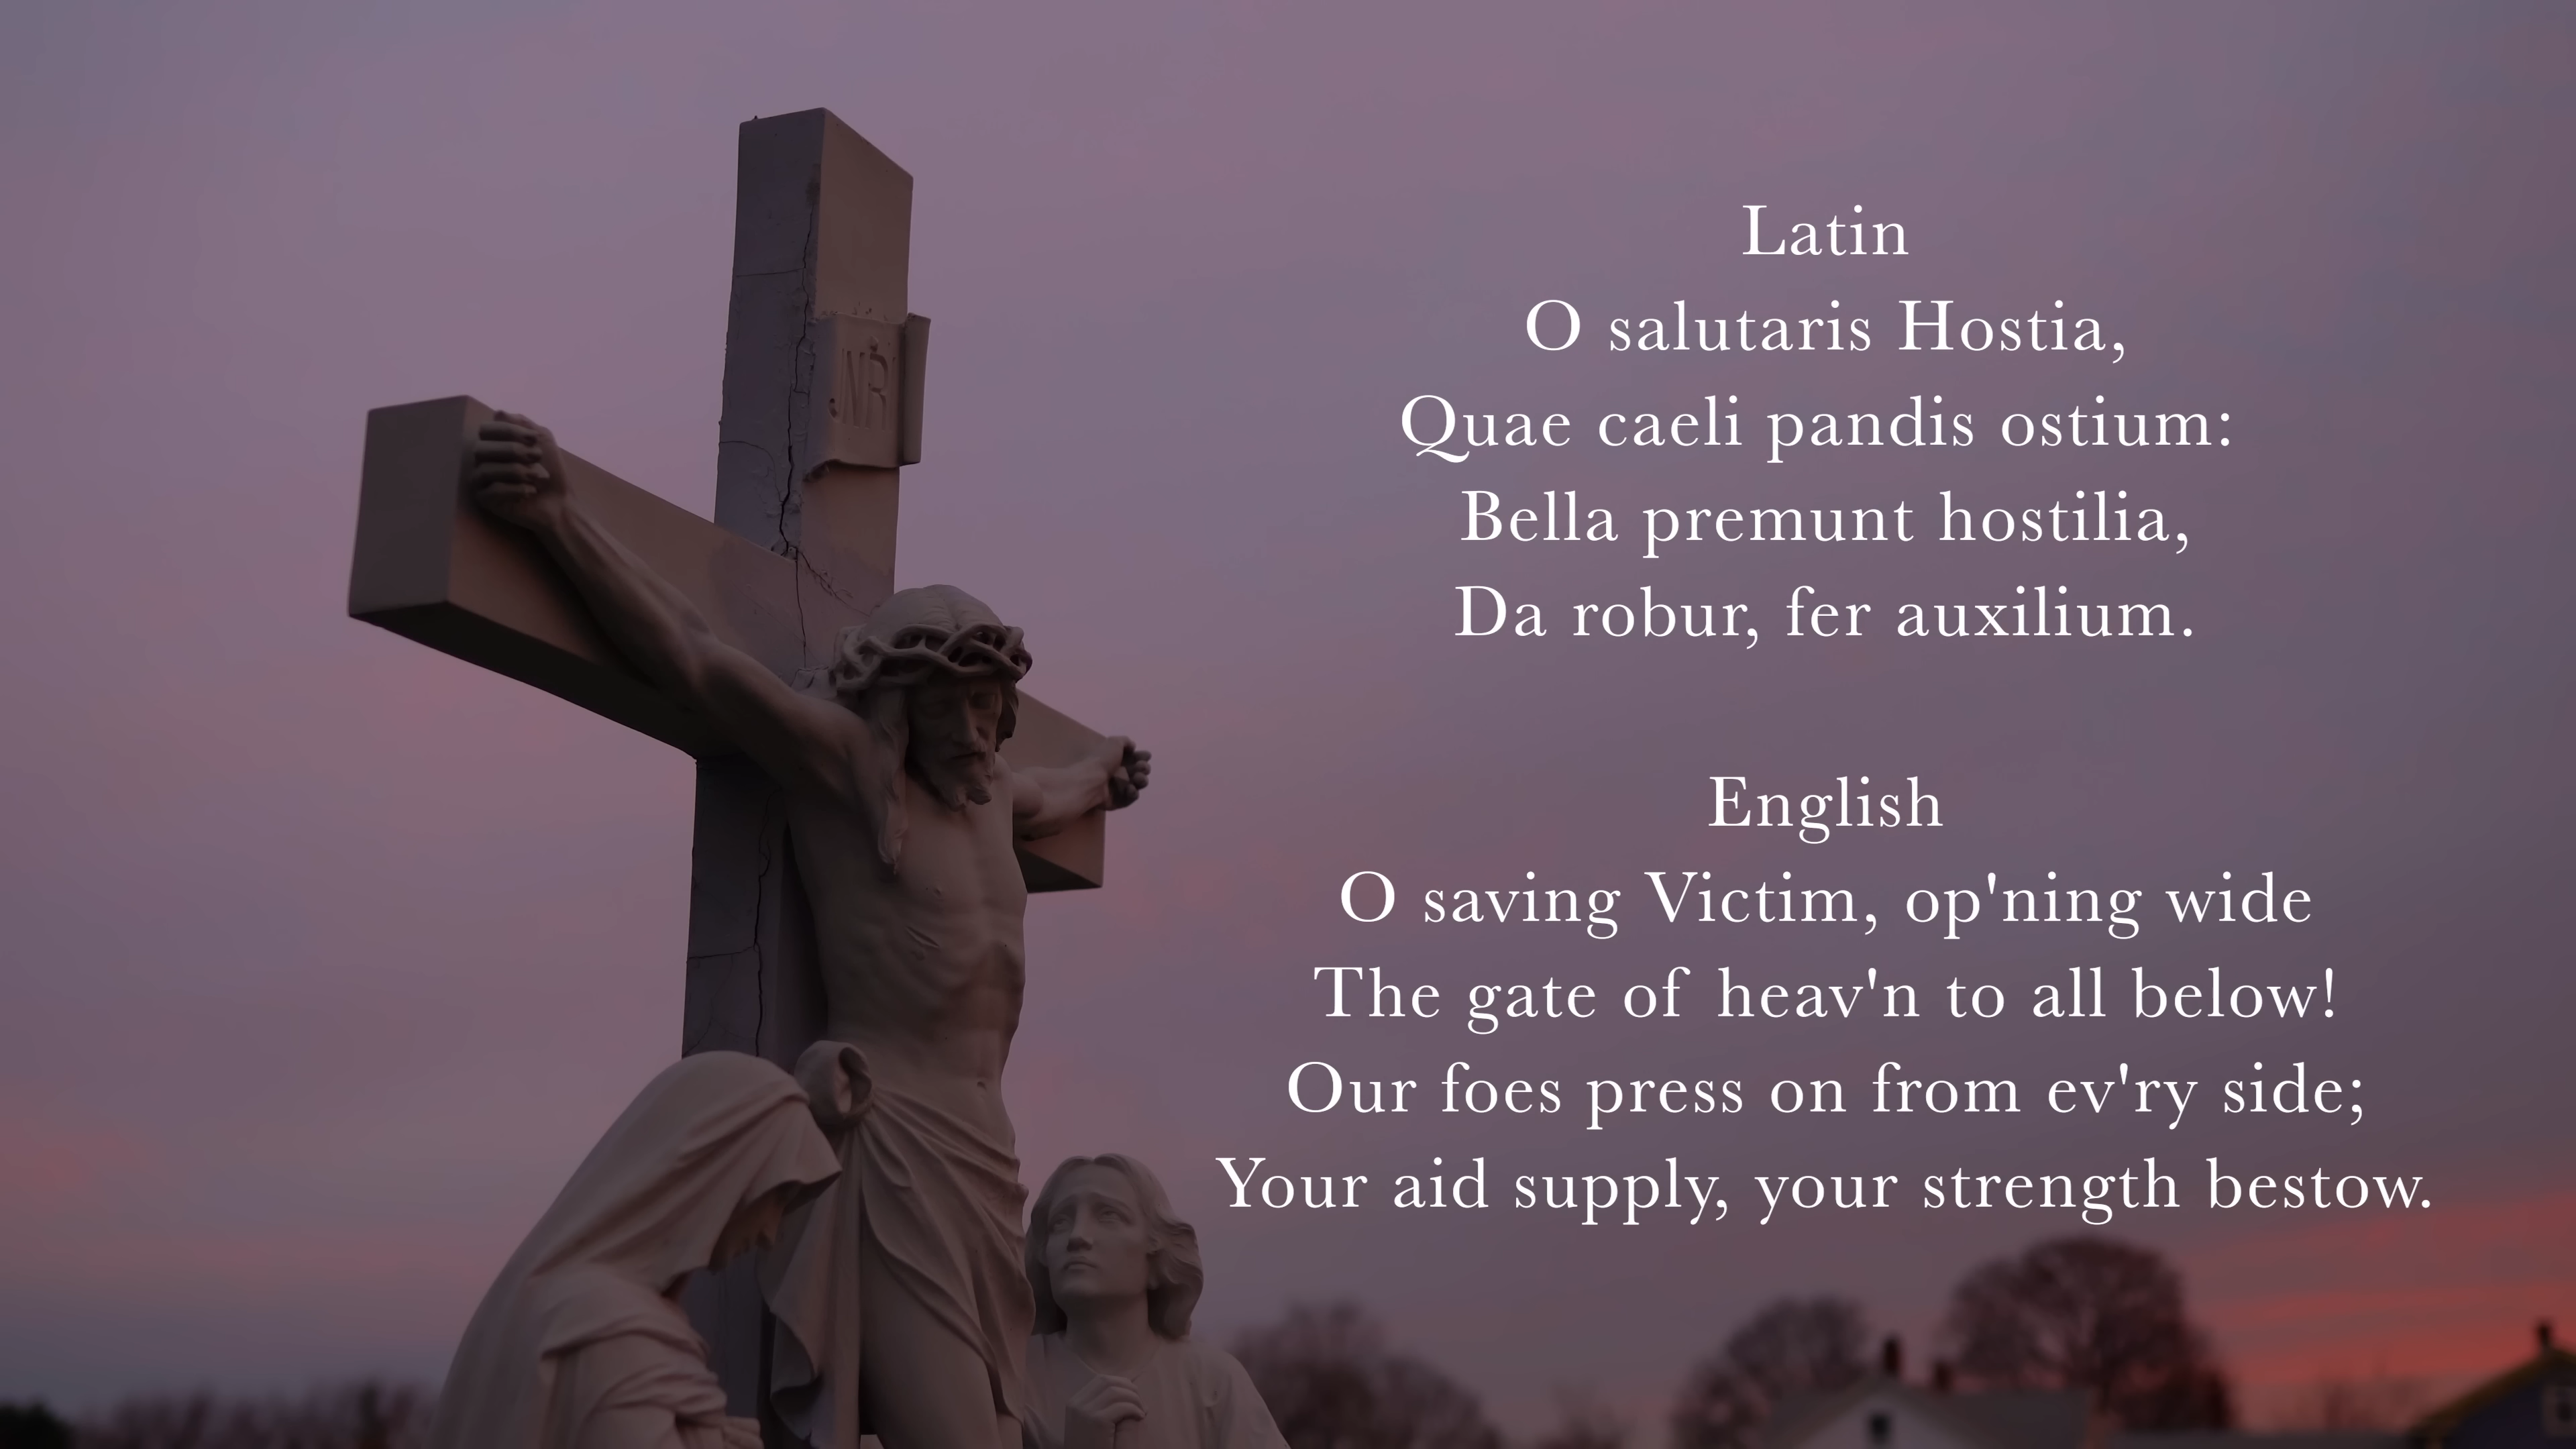 INRI
Latin
O salutaris Hostia,
Quae caeli pandis ostium:
Bella premunt hostilia,
Da robur, fer auxilium.
English
O saving Victim, op'ning wide
The gate of heav'n to all below!
Our foes press on from ev'ry side;
Your aid supply, your strength bestow.